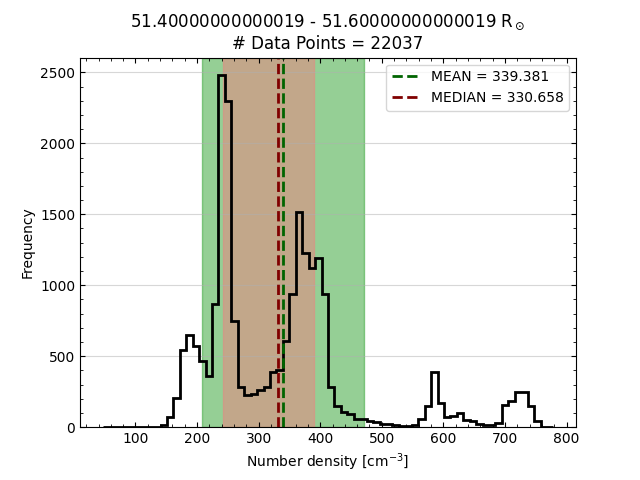 51.40000000000019 - 51.60000000000019 R⊙
# Data Points = 22037
MEAN = 339.381
MEDIAN = 330.658
Frequency
2500
2000
1500
1000
500
0
100 200 300 400 500 600 700 800
Number density [cm⁻³]